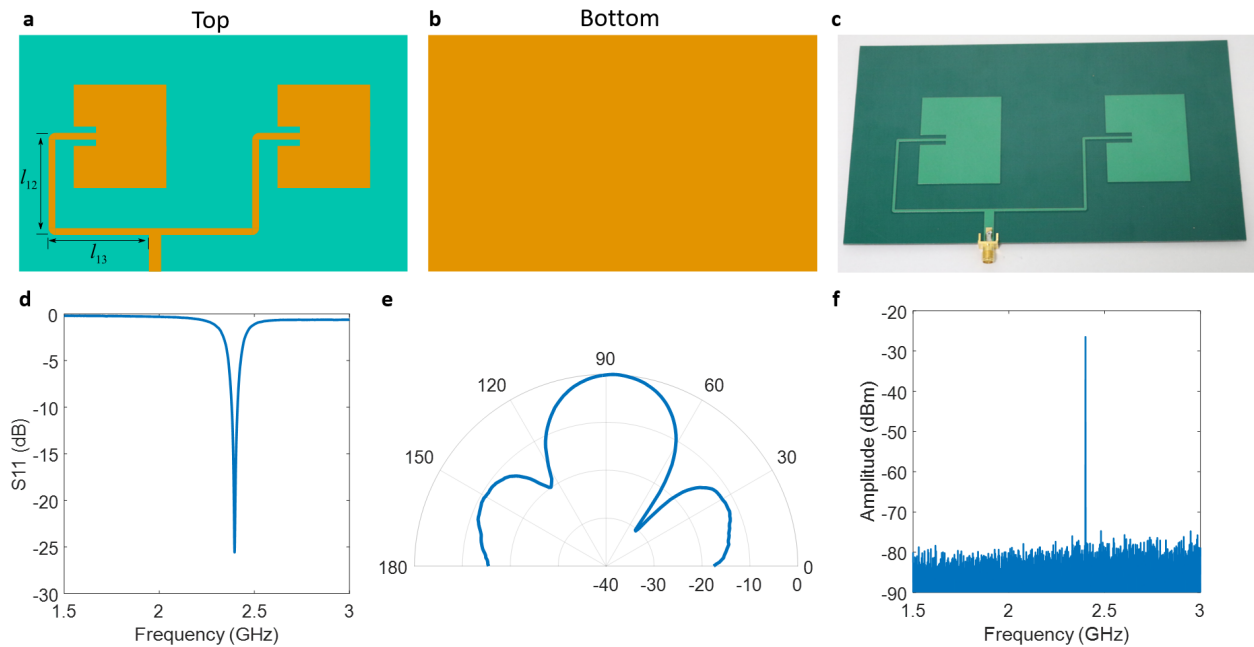 a Top
b Bottom
c
l12
l13
d
0
-5
-10
-15
-20
-25
-30
1.5 2 2.5 3
S11 (dB)
Frequency (GHz)
e
90
120 60
150 30
180 -40 -30 -20 -10 0
0
f
-20
-30
-40
-50
-60
-70
-80
-90
1.5 2 2.5 3
Amplitude (dBm)
Frequency (GHz)